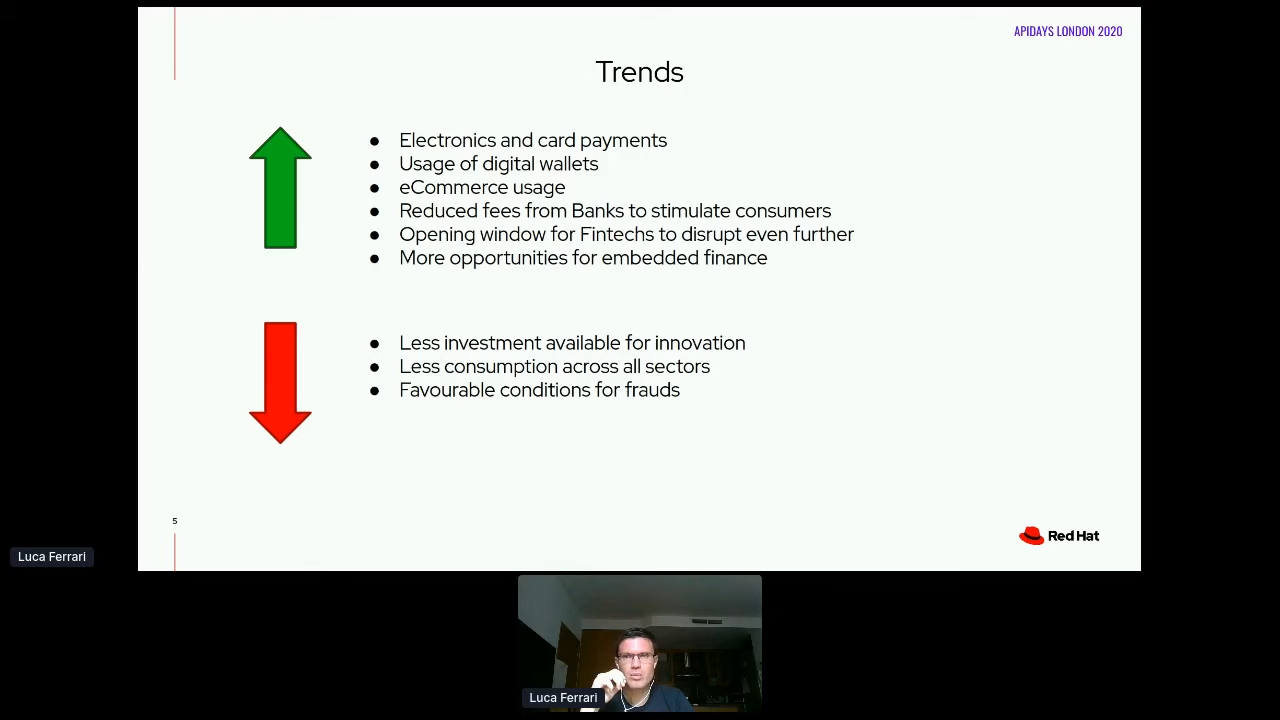 APIDAYS LONDON 2020
Trends
● Electronics and card payments
● Usage of digital wallets
● eCommerce usage
● Reduced fees from Banks to stimulate consumers
● Opening window for Fintechs to disrupt even further
● More opportunities for embedded finance
● Less investment available for innovation
● Less consumption across all sectors
● Favourable conditions for frauds
5
Red Hat
Luca Ferrari
Luca Ferrari